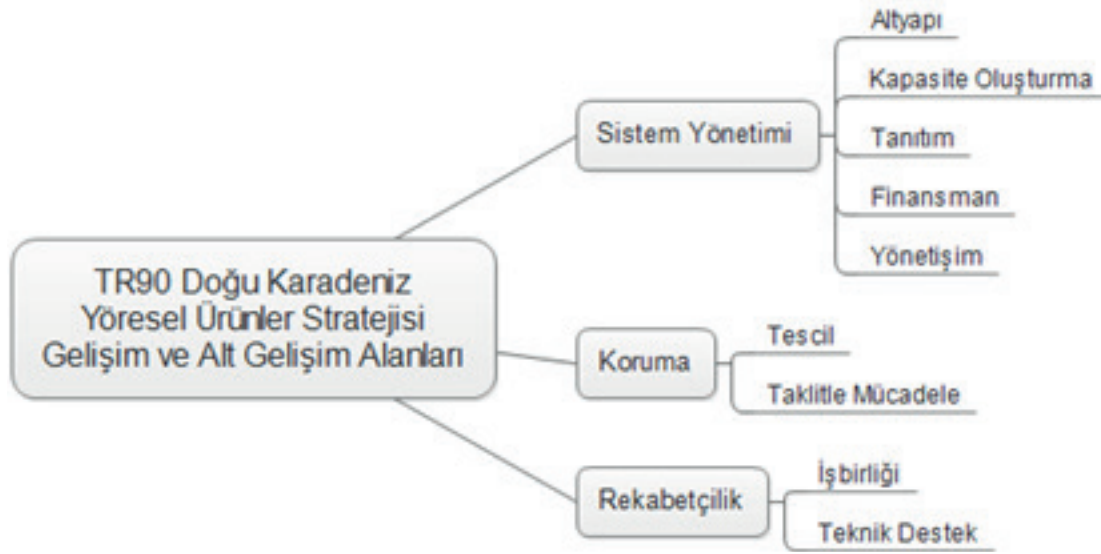 TR90 Doğu Karadeniz
Yöresel Ürünler Stratejisi
Gelişim ve Alt Gelişim Alanları
Sistem Yönetimi
Altyapı
Kapasite Oluşturma
Tanıtım
Finansman
Yönetişim
Koruma
Tescil
Taklitle Mücadele
Rekabetçilik
İşbirliği
Teknik Destek